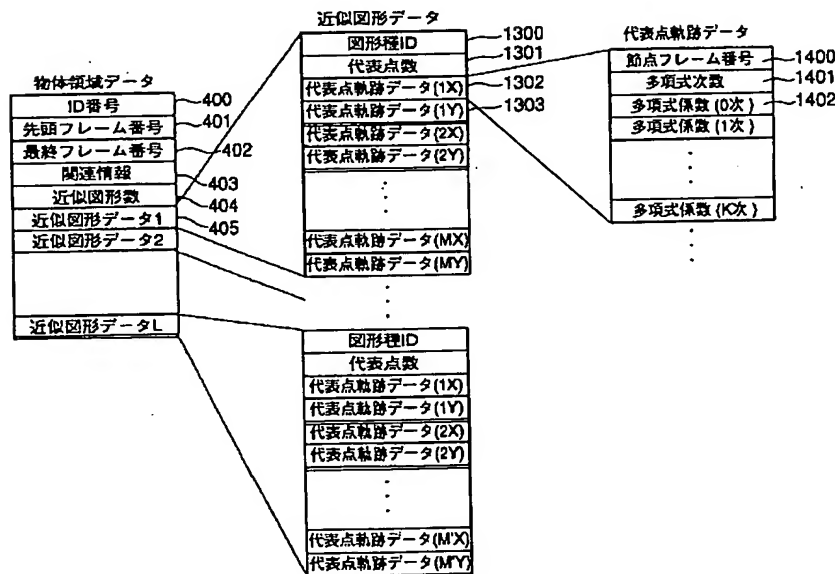 物体領域データ
ID番号
400
先頭フレーム番号
401
最終フレーム番号
402
関連情報
403
近似図形数
404
近似図形データ1
405
近似図形データ2
近似図形データL
近似図形データ
図形種ID
1300
代表点数
1301
代表点軌跡データ(1X)
1302
代表点軌跡データ(1Y)
1303
代表点軌跡データ(2X)
代表点軌跡データ(2Y)
代表点軌跡データ(MX)
代表点軌跡データ(MY)
図形種ID
代表点数
代表点軌跡データ(1X)
代表点軌跡データ(1Y)
代表点軌跡データ(2X)
代表点軌跡データ(2Y)
代表点軌跡データ(M'X)
代表点軌跡データ(M'Y)
代表点軌跡データ
節点フレーム番号
1400
多項式次数
1401
多項式係数(0次)
1402
多項式係数(1次)
多項式係数(K次)